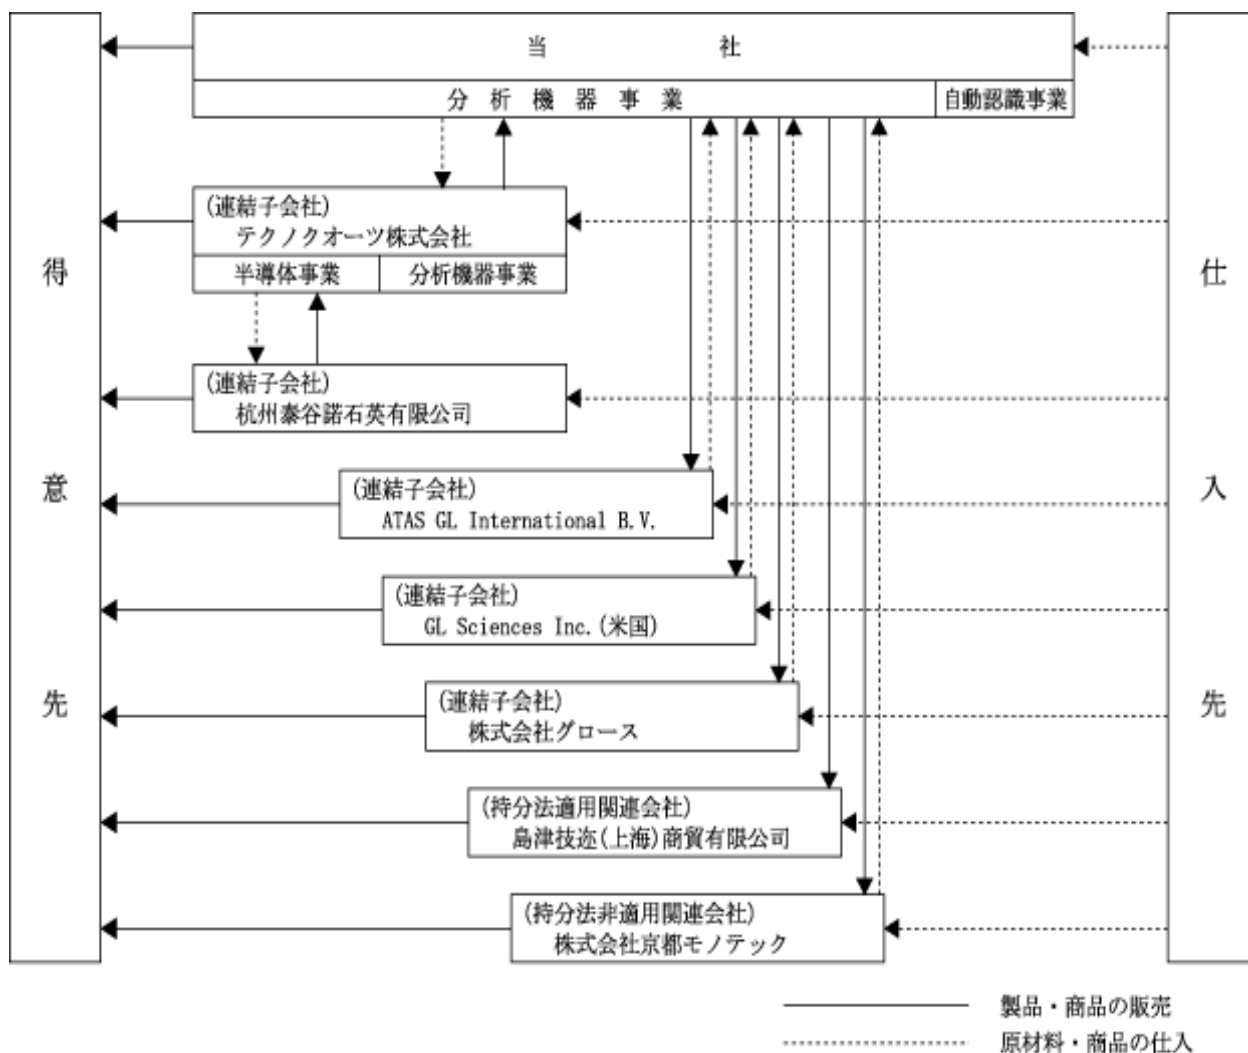 当社
分析機器事業
自動認識事業
(連結子会社)
テクノクオーツ株式会社
半導体事業
分析機器事業
(連結子会社)
杭州泰谷諾石英有限公司
(連結子会社)
ATAS GL International B.V.
(連結子会社)
GL Sciences Inc.(米国)
(連結子会社)
株式会社グロース
(持分法適用関連会社)
島津技迩(上海)商貿有限公司
(持分法非適用関連会社)
株式会社京都モノテック
得意先
仕入先
製品・商品の販売
原材料・商品の仕入